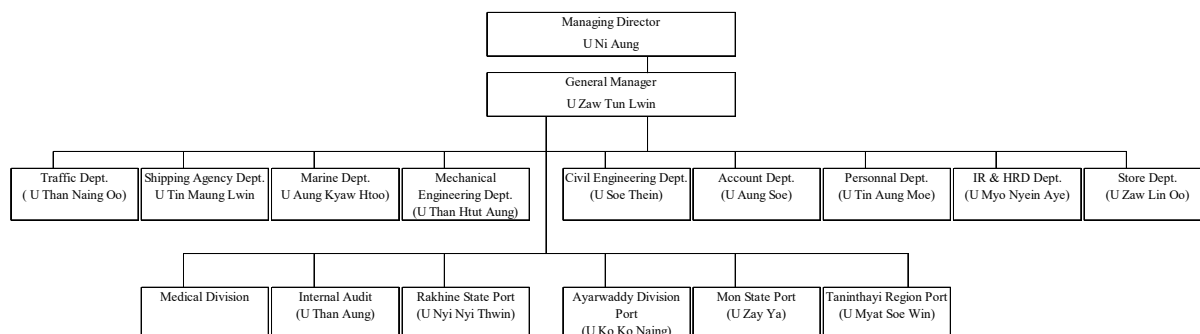 Managing Director
U Ni Aung
General Manager
U Zaw Tun Lwin
Traffic Dept.
( U Than Naing Oo)
Shipping Agency Dept.
U Tin Maung Lwin
Marine Dept.
U Aung Kyaw Htoo)
Mechanical
Engineering Dept.
(U Than Htut Aung)
Civil Engineering Dept.
(U Soe Thein)
Account Dept.
(U Aung Soe)
Personnal Dept.
(U Tin Aung Moe)
IR & HRD Dept.
(U Myo Nyein Aye)
Store Dept.
(U Zaw Lin Oo)
Medical Division
Internal Audit
(U Than Aung)
Rakhine State Port
(U Nyi Nyi Thwin)
Ayarwaddy Division
Port
(U Ko Ko Naing)
Mon State Port
(U Zay Ya)
Taninthayi Region Port
(U Myat Soe Win)